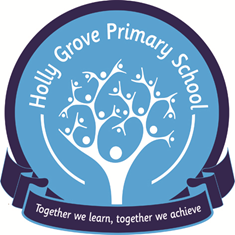 Holly Grove Primary School
Together we learn, together we achieve